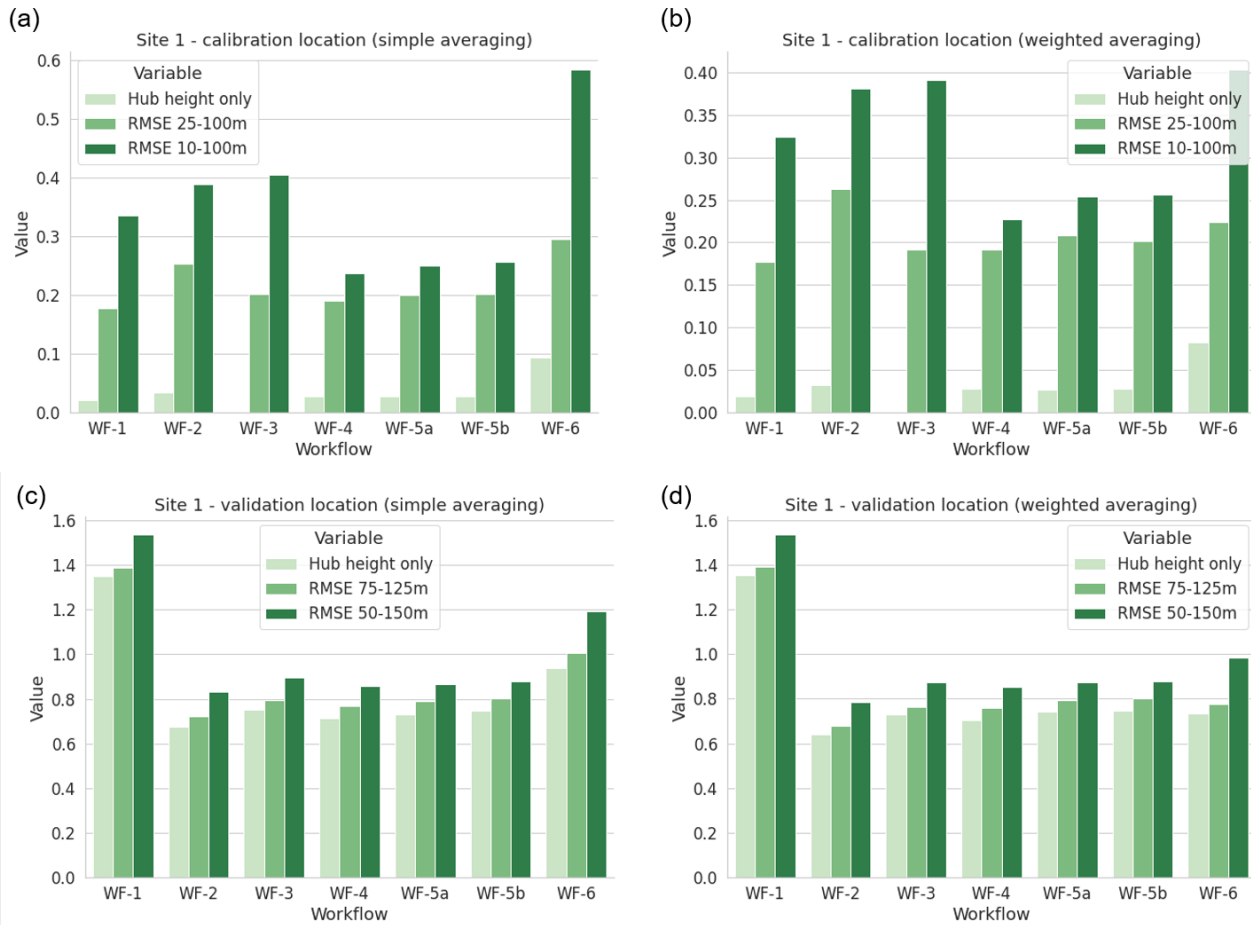 (a)
Site 1 - calibration location (simple averaging)
Variable
Hub height only
RMSE 25-100m
RMSE 10-100m
Value
0.6
0.5
0.4
0.3
0.2
0.1
0.0
WF-1 WF-2 WF-3 WF-4 WF-5a WF-5b WF-6
Workflow
(b)
Site 1 - calibration location (weighted averaging)
Variable
Hub height only
RMSE 25-100m
RMSE 10-100m
Value
0.40
0.35
0.30
0.25
0.20
0.15
0.10
0.05
0.00
WF-1 WF-2 WF-3 WF-4 WF-5a WF-5b WF-6
Workflow
(c)
Site 1 - validation location (simple averaging)
Variable
Hub height only
RMSE 75-125m
RMSE 50-150m
Value
1.6
1.4
1.2
1.0
0.8
0.6
0.4
0.2
0.0
WF-1 WF-2 WF-3 WF-4 WF-5a WF-5b WF-6
Workflow
(d)
Site 1 - validation location (weighted averaging)
Variable
Hub height only
RMSE 75-125m
RMSE 50-150m
Value
1.6
1.4
1.2
1.0
0.8
0.6
0.4
0.2
0.0
WF-1 WF-2 WF-3 WF-4 WF-5a WF-5b WF-6
Workflow